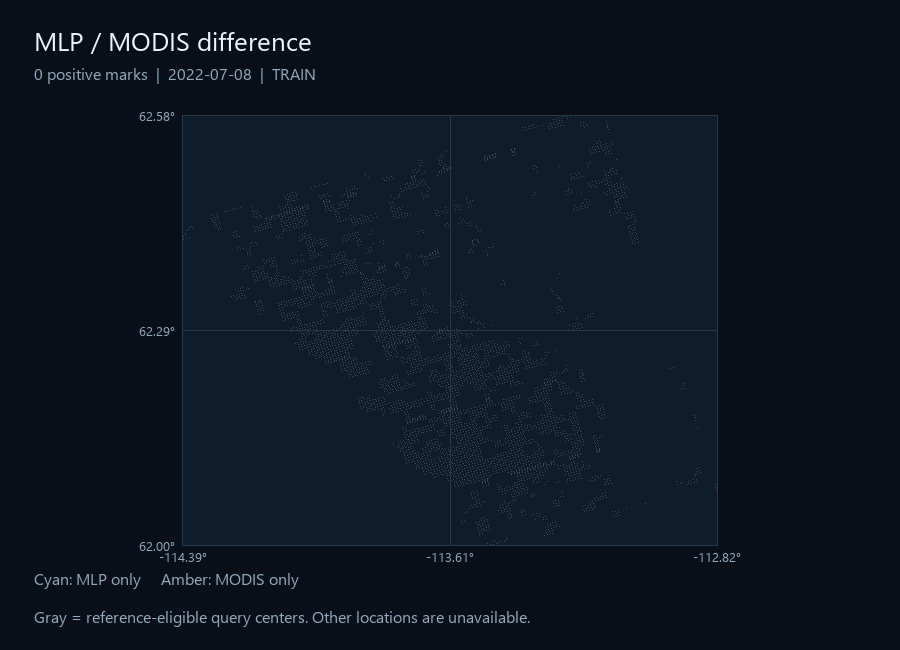 MLP / MODIS difference
0 positive marks | 2022-07-08 | TRAIN
62.58°
62.29°
62.00°
-114.39° -113.61° -112.82°
Cyan: MLP only Amber: MODIS only
Gray = reference-eligible query centers. Other locations are unavailable.